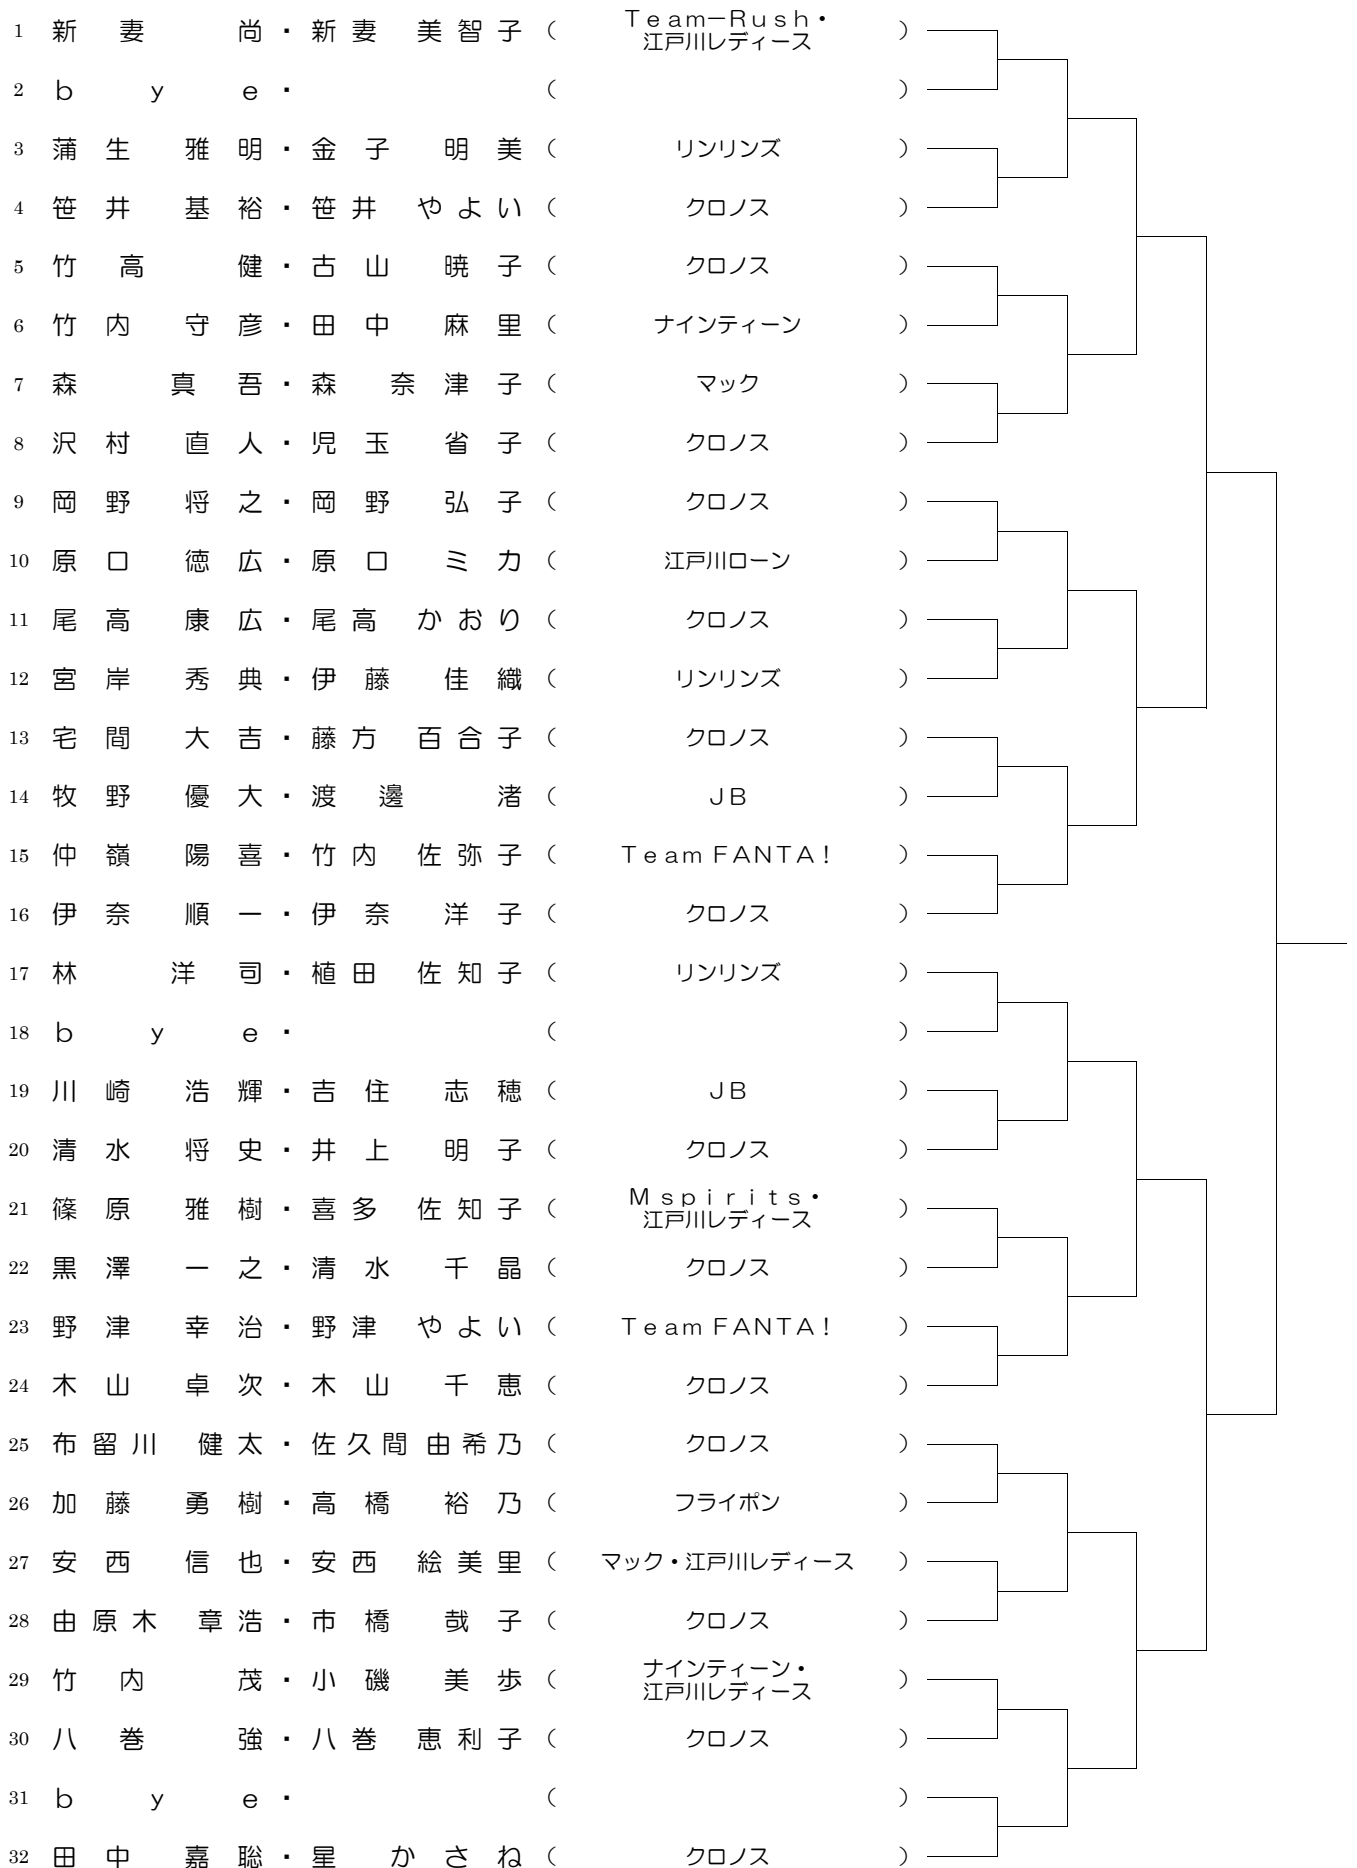 1 新妻 尚・新妻 美智子 ( Team-Rush・
江戸川レディース )
2 bye・ ( )
3 蒲生 雅明・金子 明美 ( リンリンズ )
4 笹井 基裕・笹井 やよい ( クロノス )
5 竹高 健・古山 暁子 ( クロノス )
6 竹内 守彦・田中 麻里 ( ナインティーン )
7 森 真吾・森 奈津子 ( マック )
8 沢村 直人・児玉 省子 ( クロノス )
9 岡野 将之・岡野 弘子 ( クロノス )
10 原口 徳広・原口 ミカ ( 江戸川ローン )
11 尾高 康広・尾高 かおり ( クロノス )
12 宮岸 秀典・伊藤 佳織 ( リンリンズ )
13 宅間 大吉・藤方 百合子 ( クロノス )
14 牧野 優大・渡邊 渚 ( JB )
15 仲嶺 陽喜・竹内 佐弥子 ( Team FANTA! )
16 伊奈 順一・伊奈 洋子 ( クロノス )
17 林 洋司・植田 佐知子 ( リンリンズ )
18 bye・ ( )
19 川崎 浩輝・吉住 志穂 ( JB )
20 清水 将史・井上 明子 ( クロノス )
21 篠原 雅樹・喜多 佐知子 ( Mspirits・
江戸川レディース )
22 黒澤 一之・清水 千晶 ( クロノス )
23 野津 幸治・野津 やよい ( Team FANTA! )
24 木山 卓次・木山 千恵 ( クロノス )
25 布留川 健太・佐久間 由希乃 ( クロノス )
26 加藤 勇樹・高橋 裕乃 ( フライポン )
27 安西 信也・安西 絵美里 ( マック・江戸川レディース )
28 由原木 章浩・市橋 哉子 ( クロノス )
29 竹内 茂・小磯 美歩 ( ナインティーン・
江戸川レディース )
30 八巻 強・八巻 恵利子 ( クロノス )
31 bye・ ( )
32 田中 嘉聡・星 かさね ( クロノス )